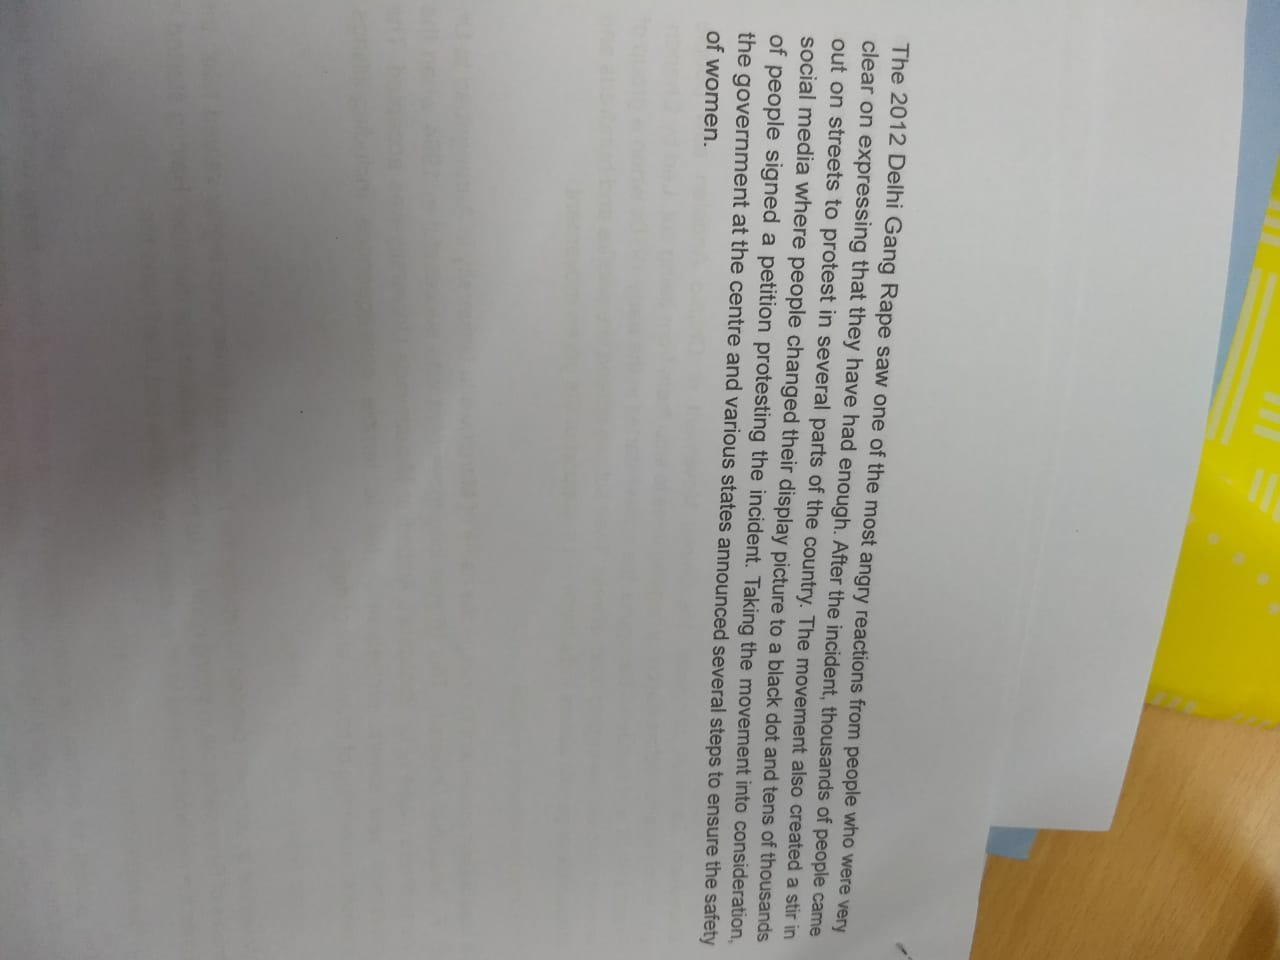 The 2012 Delhi Gang Rape saw one of the most angry reactions from people who were very
clear on expressing that they have had enough. After the incident, thousands of people came
out on streets to protest in several parts of the country. The movement also created a stir in
social media where people changed their display picture to a black dot and tens of thousands
of people signed a petition protesting the incident. Taking the movement into consideration,
the government at the centre and various states announced several steps to ensure the safety
of women.